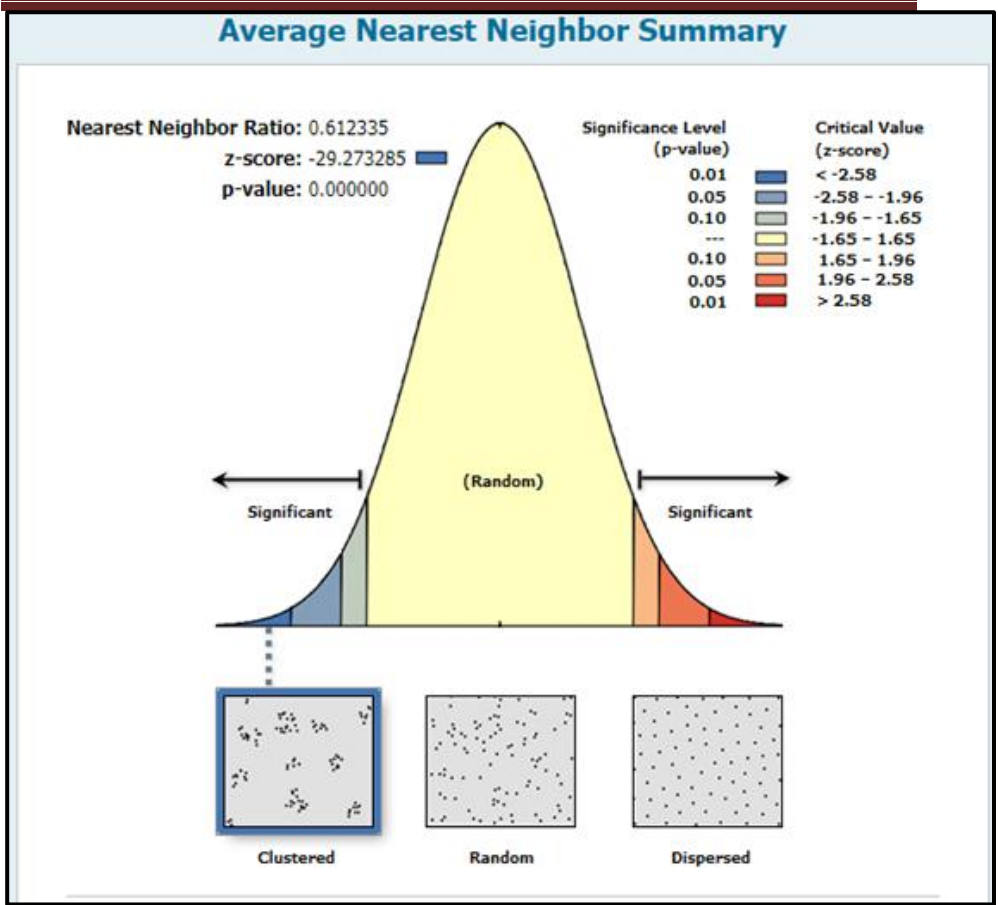 Average Nearest Neighbor Summary
Nearest Neighbor Ratio: 0.612335
z-score: -29.273285
p-value: 0.000000
Significance Level (p-value)
Critical Value (z-score)
0.01 < -2.58
0.05 -2.58 – -1.96
0.10 -1.96 – -1.65
--- -1.65 – 1.65
0.10 1.65 – 1.96
0.05 1.96 – 2.58
0.01 > 2.58
(Random)
Significant Significant
Clustered Random Dispersed